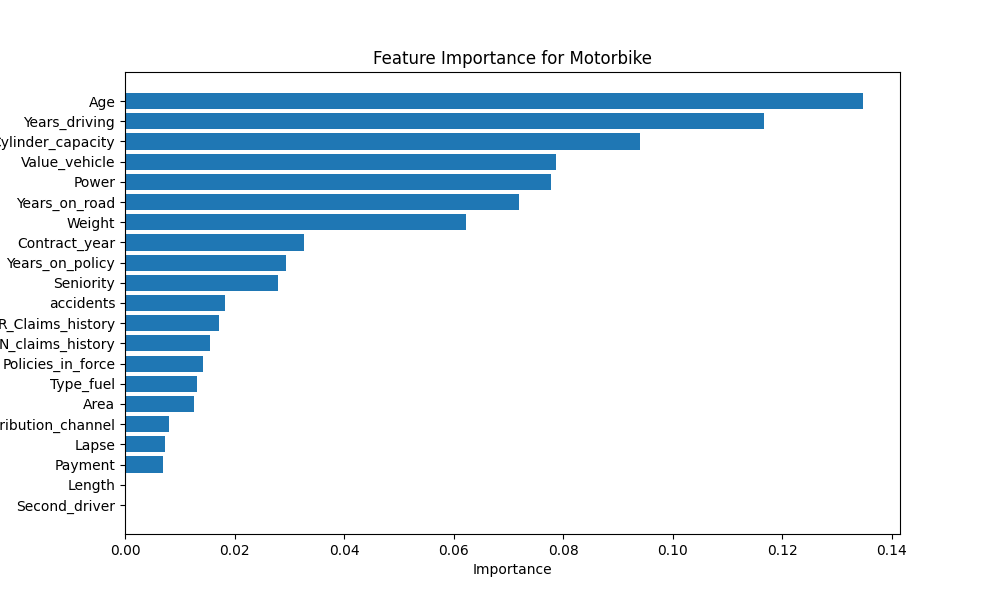 Feature Importance for Motorbike
Age
Years_driving
Cylinder_capacity
Value_vehicle
Power
Years_on_road
Weight
Contract_year
Years_on_policy
Seniority
accidents
R_Claims_history
N_claims_history
Policies_in_force
Type_fuel
Area
ribution_channel
Lapse
Payment
Length
Second_driver
0.00 0.02 0.04 0.06 0.08 0.10 0.12 0.14
Importance